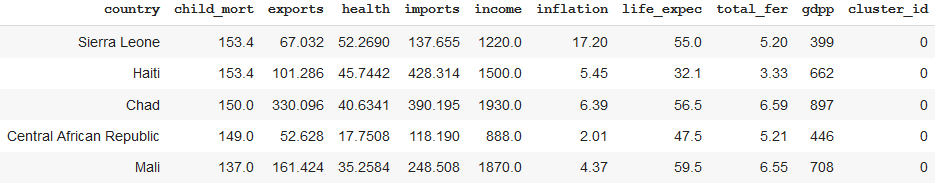 country child_mort exports health imports income inflation life_expec total_fer gdpp cluster_id
Sierra Leone 153.4 67.032 52.2690 137.655 1220.0 17.20 55.0 5.20 399 0
Haiti 153.4 101.286 45.7442 428.314 1500.0 5.45 32.1 3.33 662 0
Chad 150.0 330.096 40.6341 390.195 1930.0 6.39 56.5 6.59 897 0
Central African Republic 149.0 52.628 17.7508 118.190 888.0 2.01 47.5 5.21 446 0
Mali 137.0 161.424 35.2584 248.508 1870.0 4.37 59.5 6.55 708 0